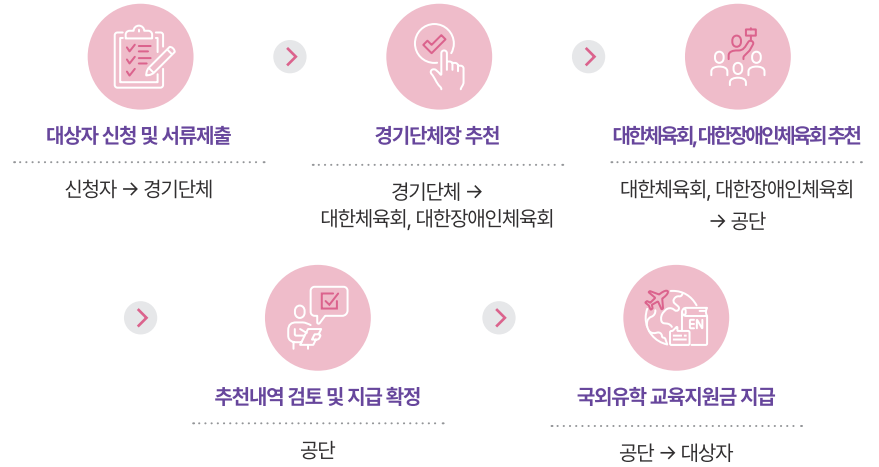 대상자 신청 및 서류제출
신청자 → 경기단체
경기단체장 추천
경기단체 →
대한체육회, 대한장애인체육회
대한체육회, 대한장애인체육회 추천
대한체육회, 대한장애인체육회
→ 공단
추천내역 검토 및 지급 확정
공단
EN
국외유학 교육지원금 지급
공단 → 대상자